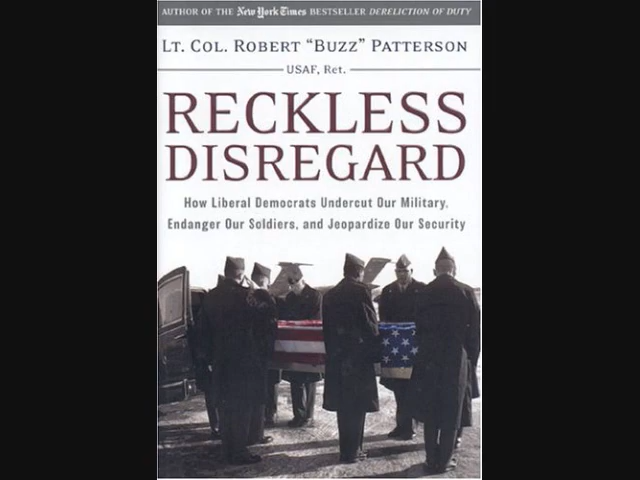 AUTHOR OF THE New York Times BESTSELLER DERELICTION OF DUTY
LT. COL. ROBERT "BUZZ" PATTERSON
USAF, Ret.
RECKLESS
DISREGARD
How Liberal Democrats Undercut Our Military,
Endanger Our Soldiers, and Jeopardize Our Security